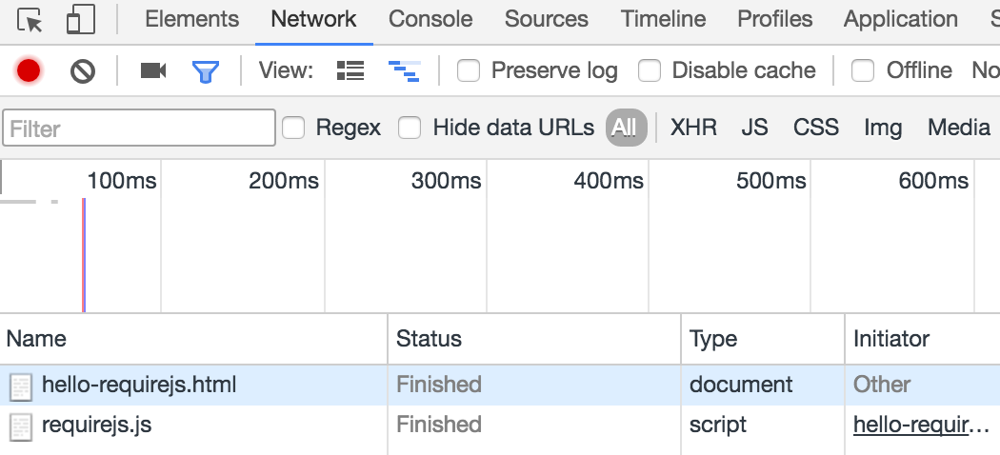 Elements Network Console Sources Timeline Profiles Application S
View: Preserve log Disable cache Offline No
Filter Regex Hide data URLs All XHR JS CSS Img Media
100ms 200ms 300ms 400ms 500ms 600ms
Name Status Type Initiator
hello-requirejs.html Finished document Other
requirejs.js Finished script hello-requir...